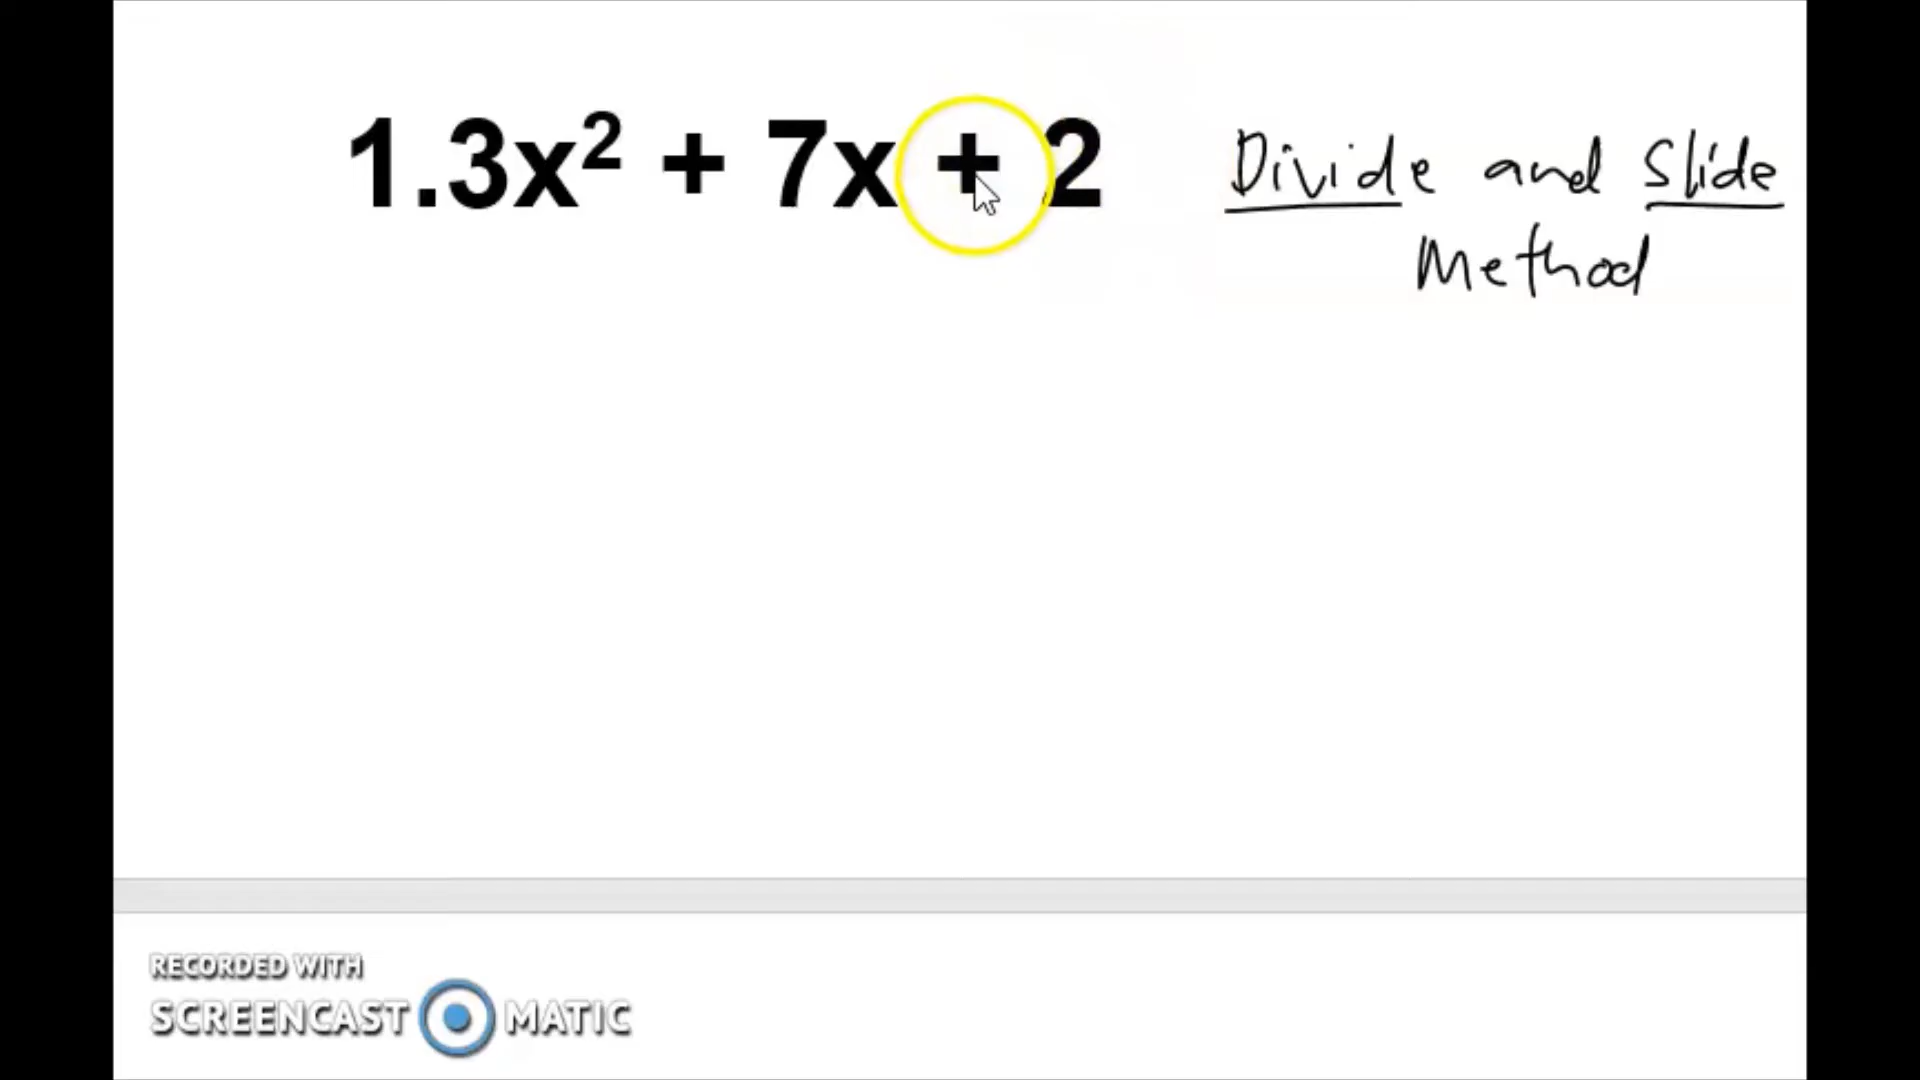 1.3x² + 7x + 2
Divide and Slide
Method
RECORDED WITH
SCREENCAST MATIC